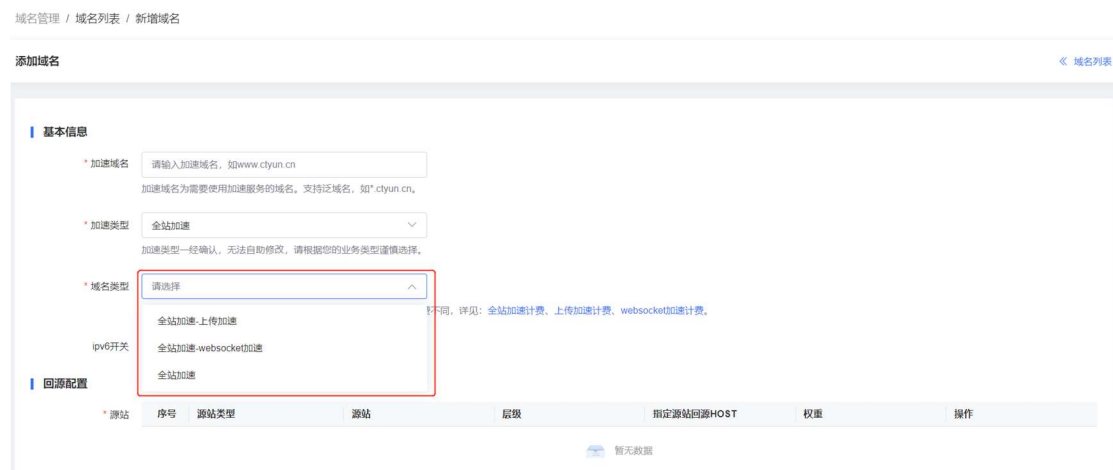 域名管理 / 域名列表 / 新增域名
添加域名
《 域名列表
基本信息
* 加速域名 请输入加速域名，如www.ctyun.cn
加速域名为需要使用加速服务的域名。支持泛域名，如*.ctyun.cn。
* 加速类型 全站加速
加速类型一经确认，无法自助修改，请根据您的业务类型谨慎选择。
* 域名类型 请选择
不同，详见：全站加速计费、上传加速计费、websocket加速计费。
全站加速-上传加速
ipv6开关 全站加速-websocket加速
全站加速
回源配置
* 源站 序号 源站类型 源站 层级 指定源站回源HOST 权重 操作
暂无数据